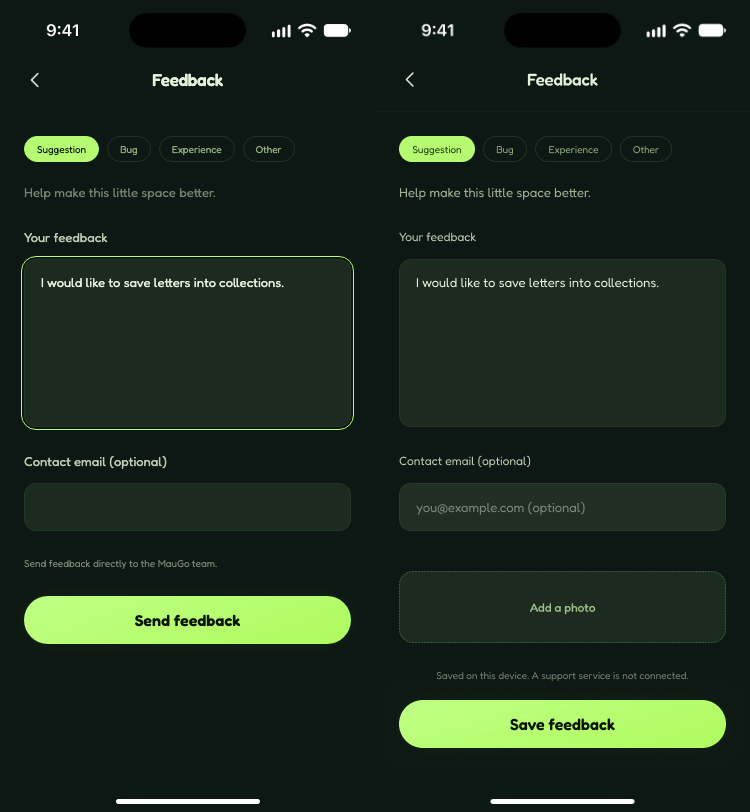 9:41
Feedback
Suggestion
Bug
Experience
Other
Help make this little space better.
Your feedback
I would like to save letters into collections.
Contact email (optional)
Send feedback directly to the MauGo team.
Send feedback
9:41
Feedback
Suggestion
Bug
Experience
Other
Help make this little space better.
Your feedback
I would like to save letters into collections.
Contact email (optional)
you@example.com (optional)
Add a photo
Saved on this device. A support service is not connected.
Save feedback